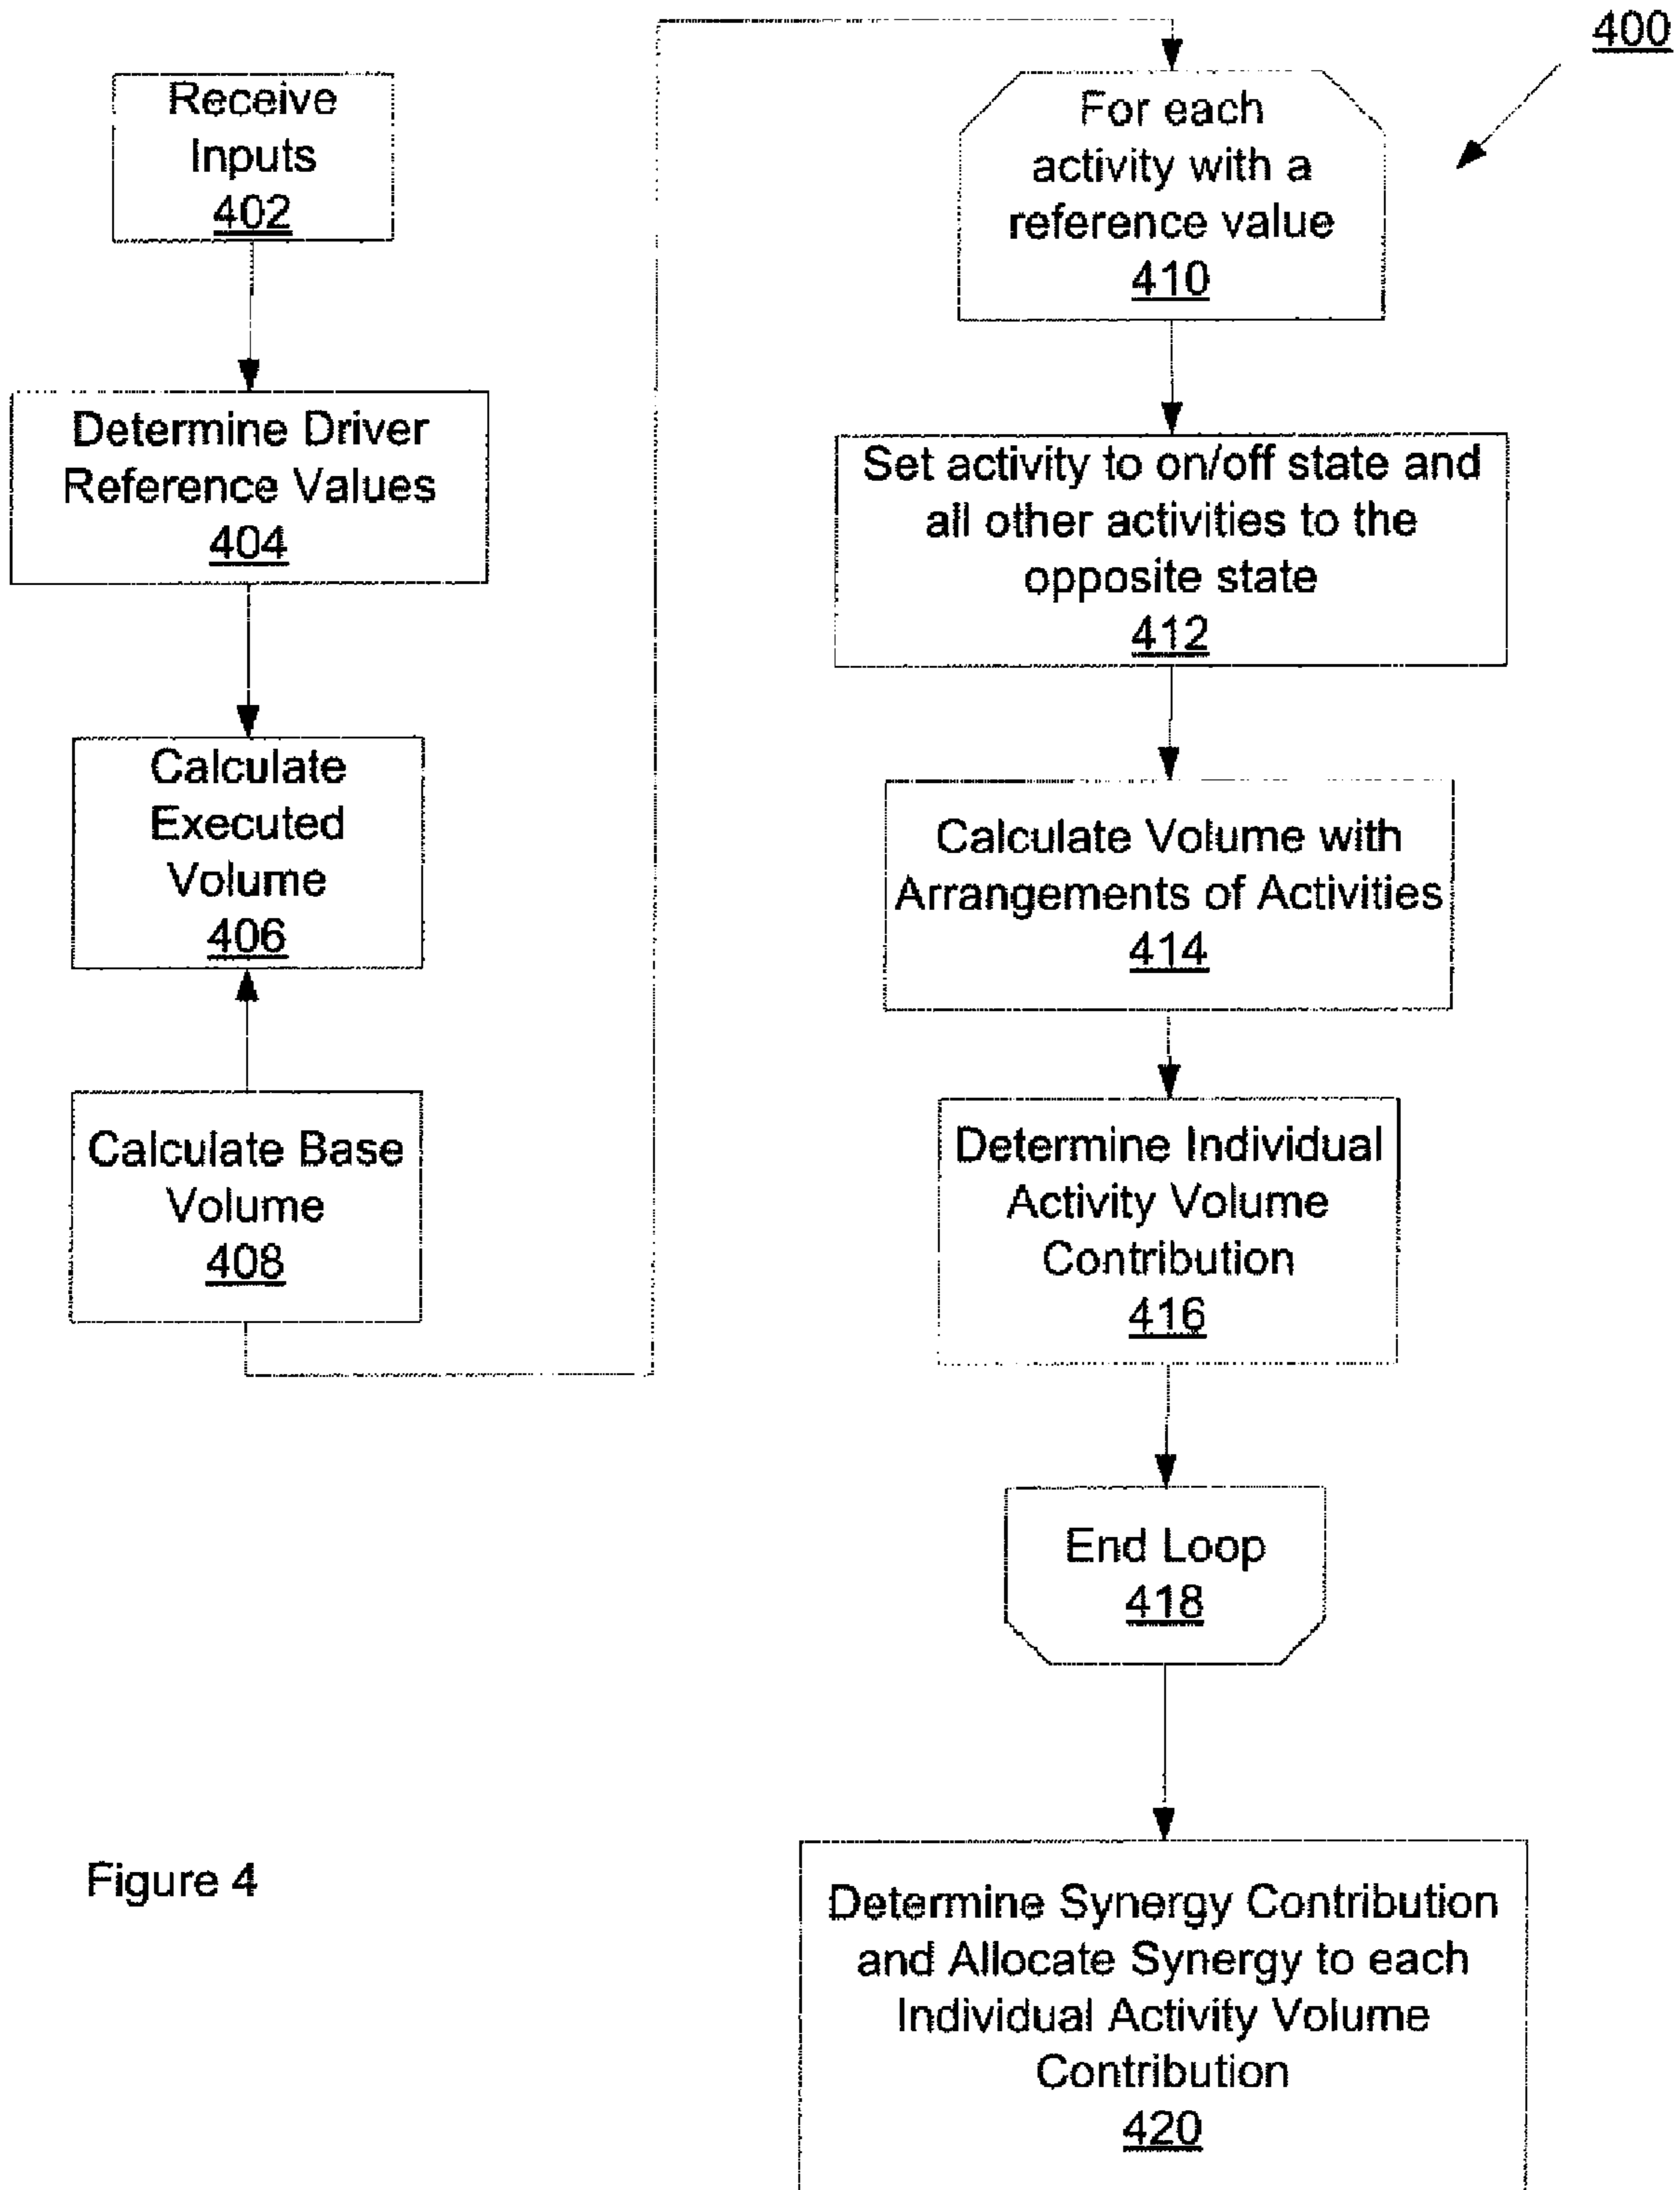 400
Receive
Inputs
402
Determine Driver
Reference Values
404
Calculate
Executed
Volume
406
Calculate Base
Volume
408
For each
activity with a
reference value
410
Set activity to on/off state and
all other activities to the
opposite state
412
Calculate Volume with
Arrangements of Activities
414
Determine Individual
Activity Volume
Contribution
416
End Loop
418
Determine Synergy Contribution
and Allocate Synergy to each
Individual Activity Volume
Contribution
420
Figure 4